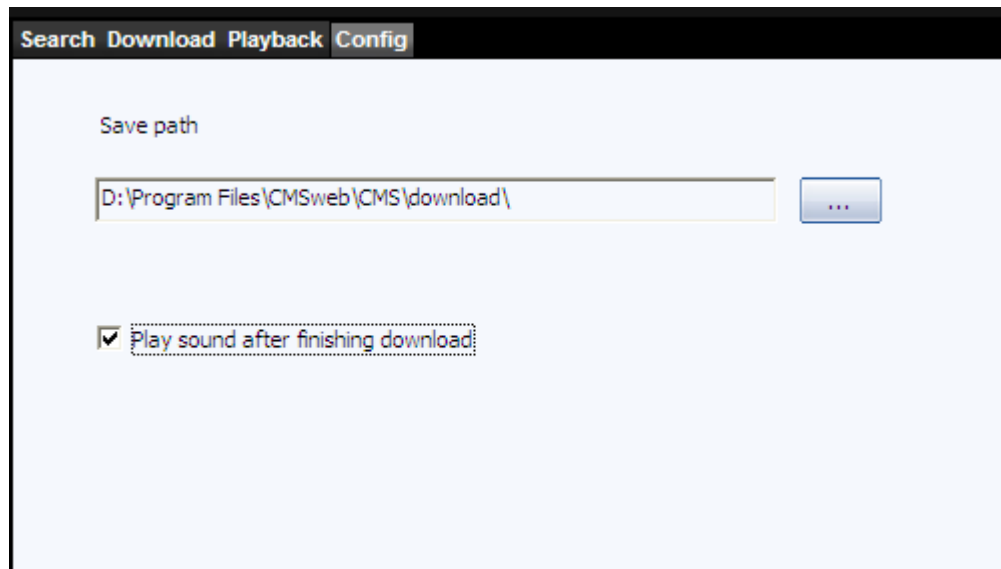 Search Download Playback Config
Save path
D:\Program Files\CMSweb\CMS\download\
...
Play sound after finishing download